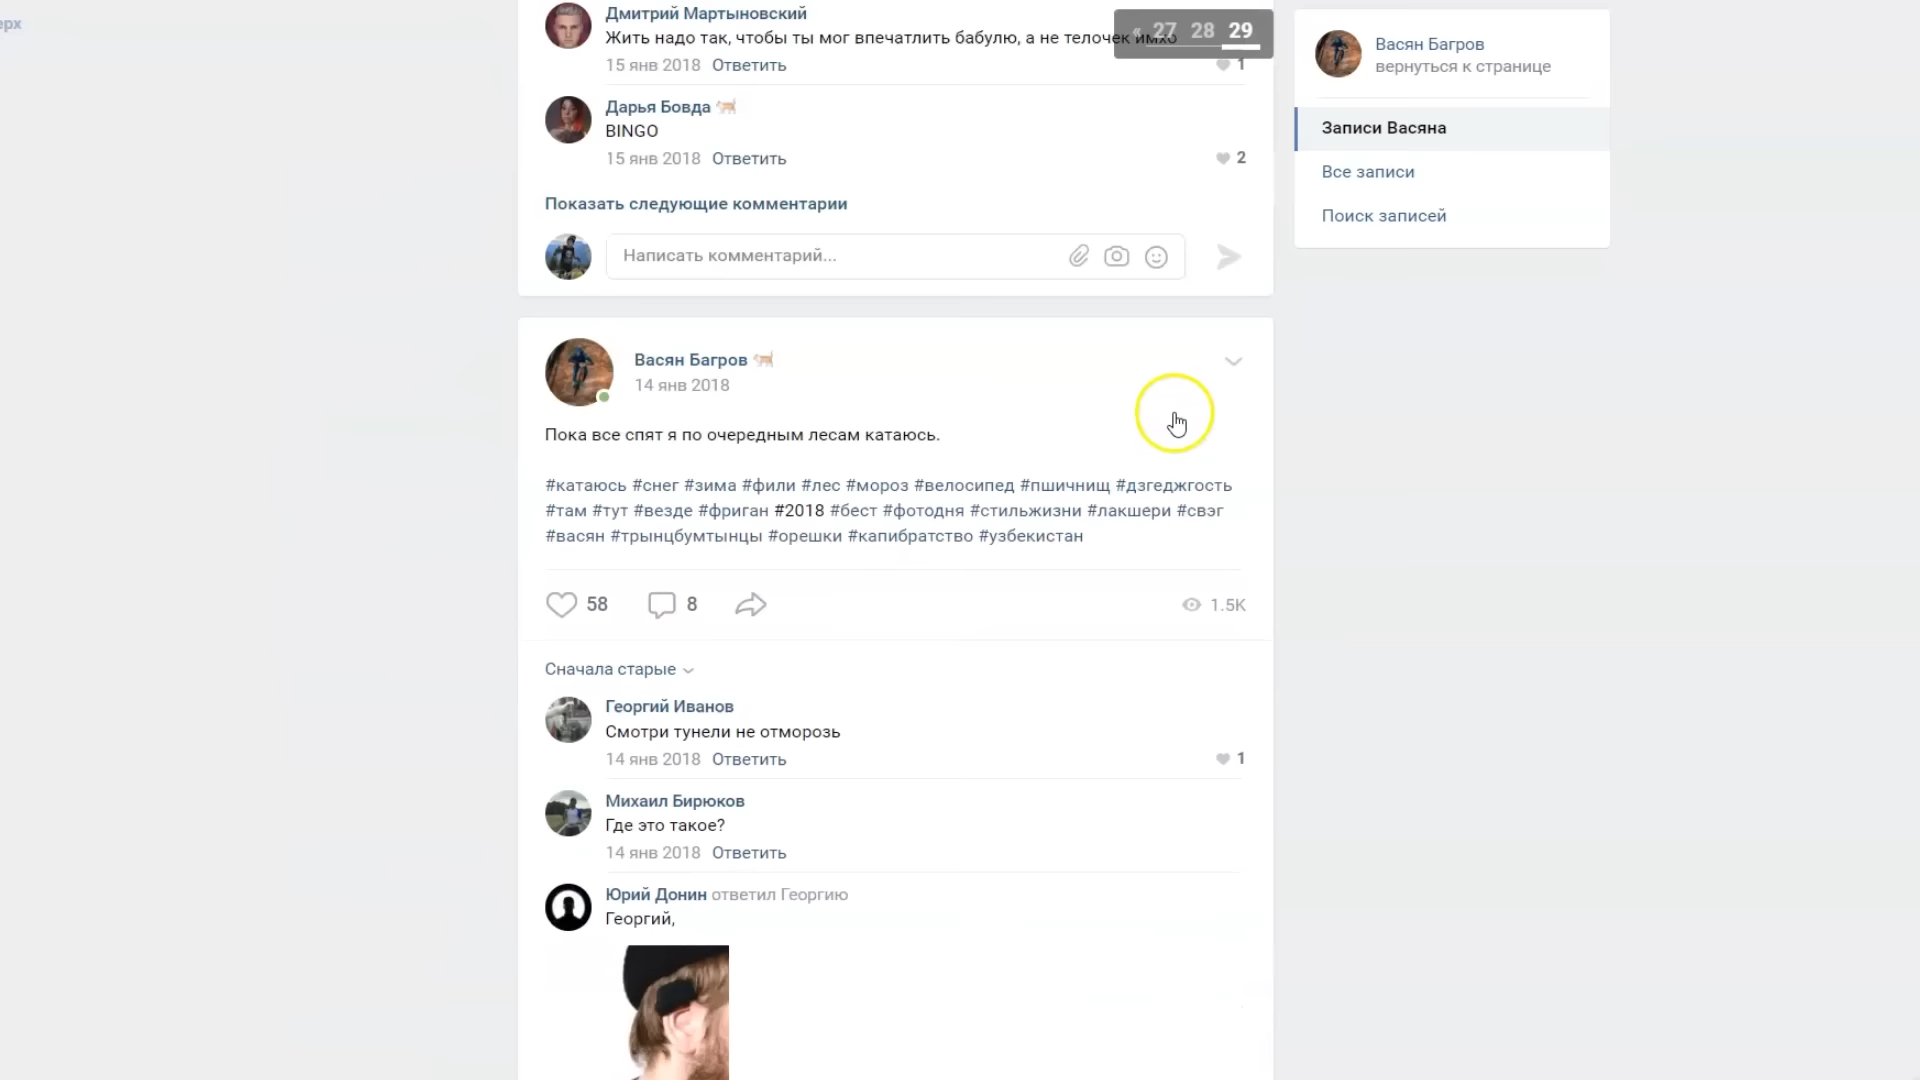 ерх
Дмитрий Мартыновский
Жить надо так, чтобы ты мог впечатлить бабулю, а не телочек имхо
« 27 28 29
15 янв 2018 Ответить
1
Дарья Бовда
BINGO
15 янв 2018 Ответить
2
Показать следующие комментарии
Написать комментарий...
Васян Багров
14 янв 2018
Пока все спят я по очередным лесам катаюсь.
#катаюсь #снег #зима #фили #лес #мороз #велосипед #пшичнищ #дзгеджгость
#там #тут #везде #фриган #2018 #бест #фотодня #стильжизни #лакшери #свэг
#васян #трынцбумтынцы #орешки #капибратство #узбекистан
58 8 1.5K
Сначала старые
Георгий Иванов
Смотри тунели не отморозь
14 янв 2018 Ответить
1
Михаил Бирюков
Где это такое?
14 янв 2018 Ответить
Юрий Донин ответил Георгию
Георгий,
Васян Багров
вернуться к странице
Записи Васяна
Все записи
Поиск записей